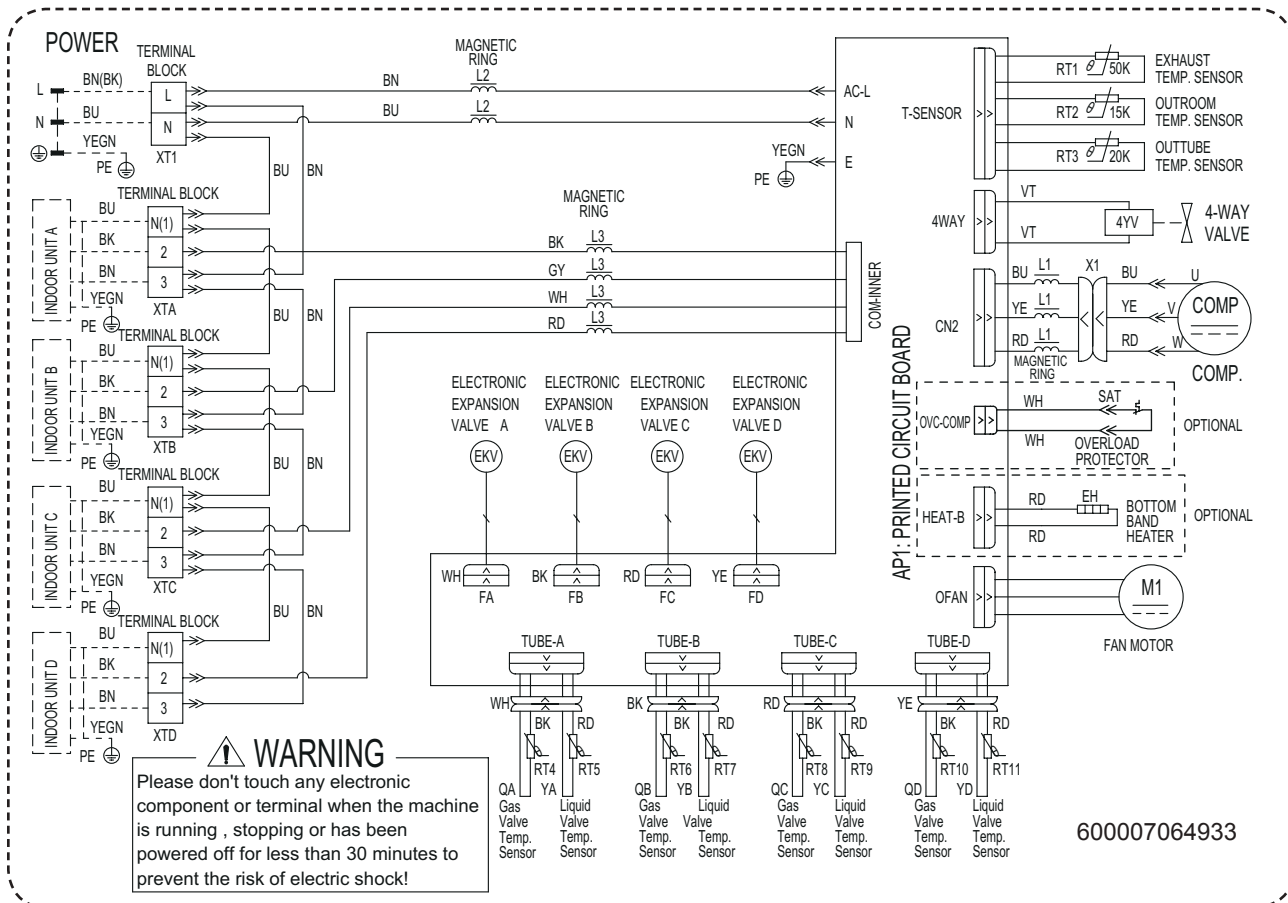 POWER
TERMINAL
BLOCK
L
BN(BK)
L
N
BU
N
YEGN
PE
XT1
BN
BU
MAGNETIC
RING
L2
L2
AC-L
N
YEGN
PE
E
BU
BN
TERMINAL BLOCK
INDOOR UNIT A
BU
N(1)
BK
2
BN
3
YEGN
PE
XTA
BU
BN
TERMINAL BLOCK
INDOOR UNIT B
BU
N(1)
BK
2
BN
3
YEGN
PE
XTB
BU
BN
TERMINAL BLOCK
INDOOR UNIT C
BU
N(1)
BK
2
BN
3
YEGN
PE
XTC
BU
BN
TERMINAL BLOCK
INDOOR UNIT D
BU
N(1)
BK
2
BN
3
YEGN
PE
XTD
MAGNETIC
RING
BK
L3
GY
L3
WH
L3
RD
L3
COM-INNER
AP1: PRINTED CIRCUIT BOARD
T-SENSOR
RT1
θ
50K
EXHAUST
TEMP. SENSOR
RT2
θ
15K
OUTROOM
TEMP. SENSOR
RT3
θ
20K
OUTTUBE
TEMP. SENSOR
4WAY
VT
VT
4YV
4-WAY
VALVE
CN2
BU
L1
X1
BU
U
YE
L1
YE
V
RD
L1
RD
W
MAGNETIC
RING
COMP
COMP.
OVC-COMP
WH
SAT
WH
OVERLOAD
PROTECTOR
OPTIONAL
HEAT-B
RD
EH
RD
BOTTOM
BAND
HEATER
OPTIONAL
OFAN
M1
FAN MOTOR
ELECTRONIC
EXPANSION
VALVE A
EKV
WH
FA
ELECTRONIC
EXPANSION
VALVE B
EKV
BK
FB
ELECTRONIC
EXPANSION
VALVE C
EKV
RD
FC
ELECTRONIC
EXPANSION
VALVE D
EKV
YE
FD
TUBE-A
WH
BK
RD
RT4
RT5
QA
YA
Gas
Valve
Temp.
Sensor
Liquid
Valve
Temp.
Sensor
TUBE-B
BK
BK
RD
RT6
RT7
QB
YB
Gas
Valve
Temp.
Sensor
Liquid
Valve
Temp.
Sensor
TUBE-C
RD
BK
RD
RT8
RT9
QC
YC
Gas
Valve
Temp.
Sensor
Liquid
Valve
Temp.
Sensor
TUBE-D
YE
BK
RD
RT10
RT11
QD
YD
Gas
Valve
Temp.
Sensor
Liquid
Valve
Temp.
Sensor
WARNING
Please don't touch any electronic
component or terminal when the machine
is running , stopping or has been
powered off for less than 30 minutes to
prevent the risk of electric shock!
600007064933